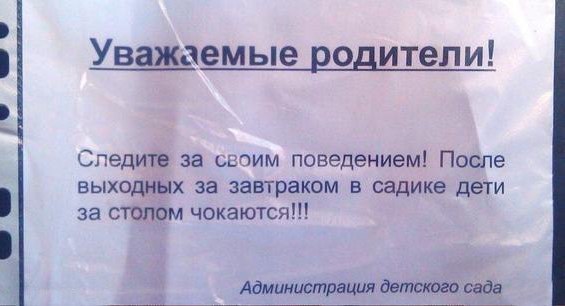 Уважаемые родители!
Следите за своим поведением! После
выходных за завтраком в садике дети
за столом чокаются!!!
Администрация детского сада